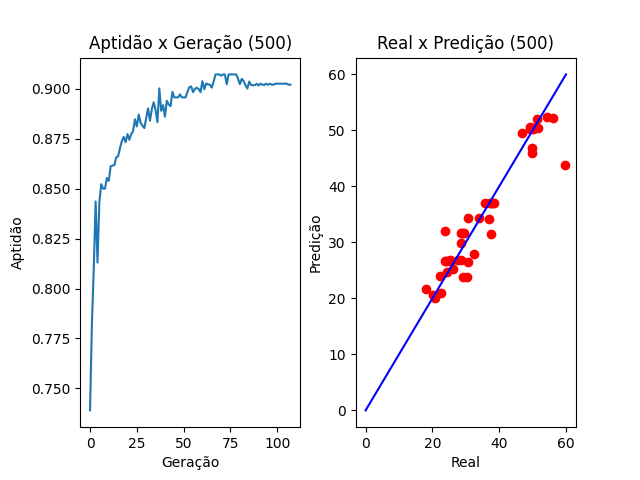 Aptidão x Geração (500)
Aptidão
0.900
0.875
0.850
0.825
0.800
0.775
0.750
0 25 50 75 100
Geração
Real x Predição (500)
Predição
60
50
40
30
20
10
0
0 20 40 60
Real